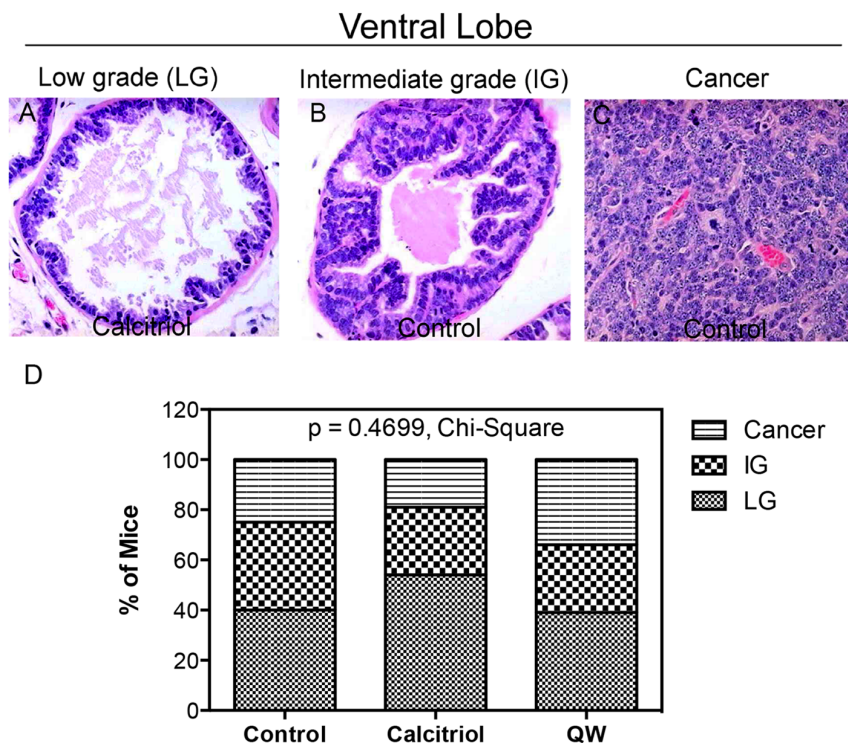 Ventral Lobe
Low grade (LG)
Intermediate grade (IG)
Cancer
A
B
C
Calcitriol
Control
Control
D
p = 0.4699, Chi-Square
120
100
80
60
40
20
0
% of Mice
Control
Calcitriol
QW
Cancer
IG
LG